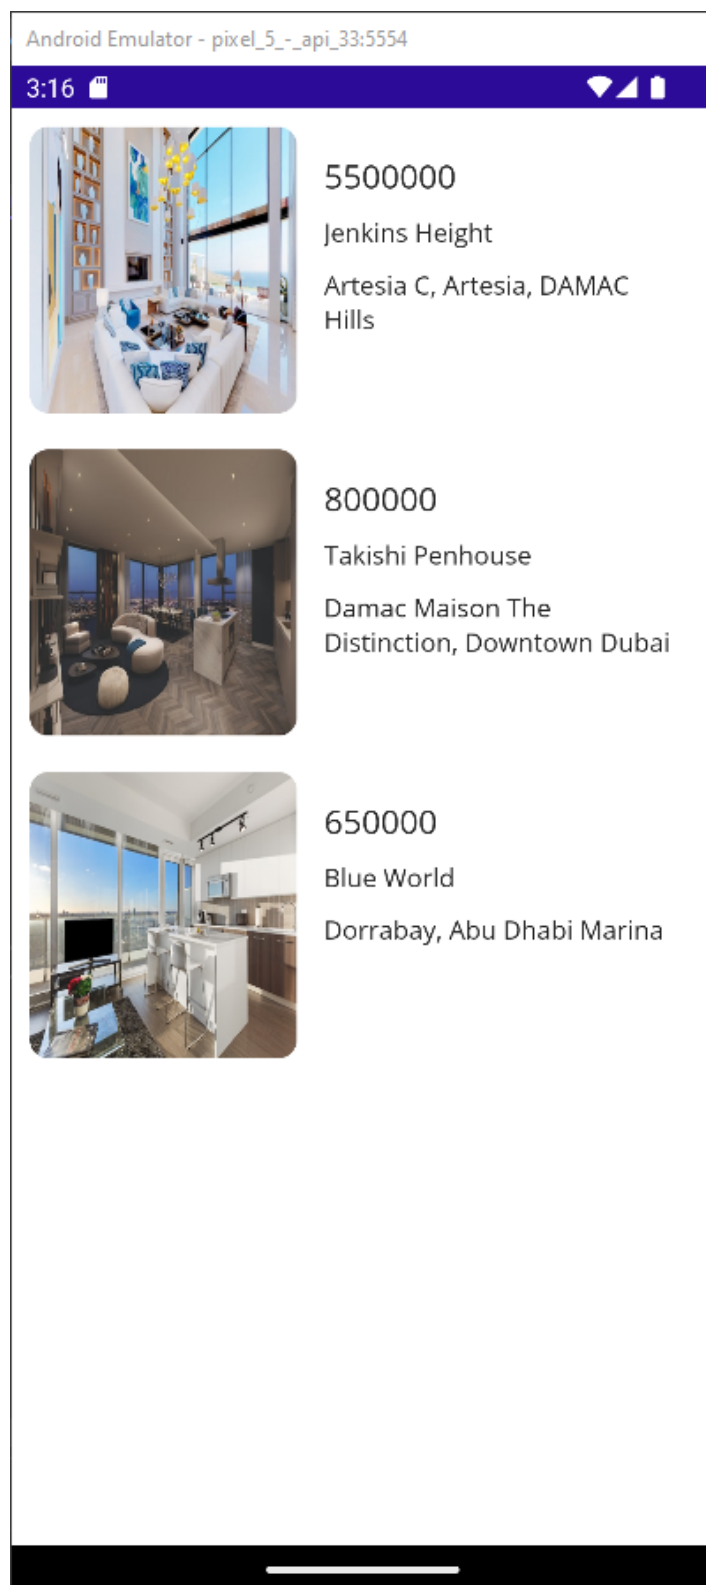 Android Emulator - pixel_5_-_api_33:5554
3:16
5500000
Jenkins Height
Artesia C, Artesia, DAMAC
Hills
800000
Takishi Penhouse
Damac Maison The
Distinction, Downtown Dubai
650000
Blue World
Dorrabay, Abu Dhabi Marina